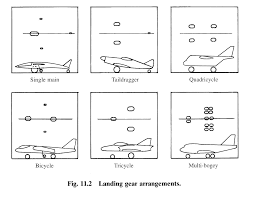 Single main
Taildragger
Quadricycle
Bicycle
Tricycle
Multi-bogey
Fig. 11.2 Landing gear arrangements.